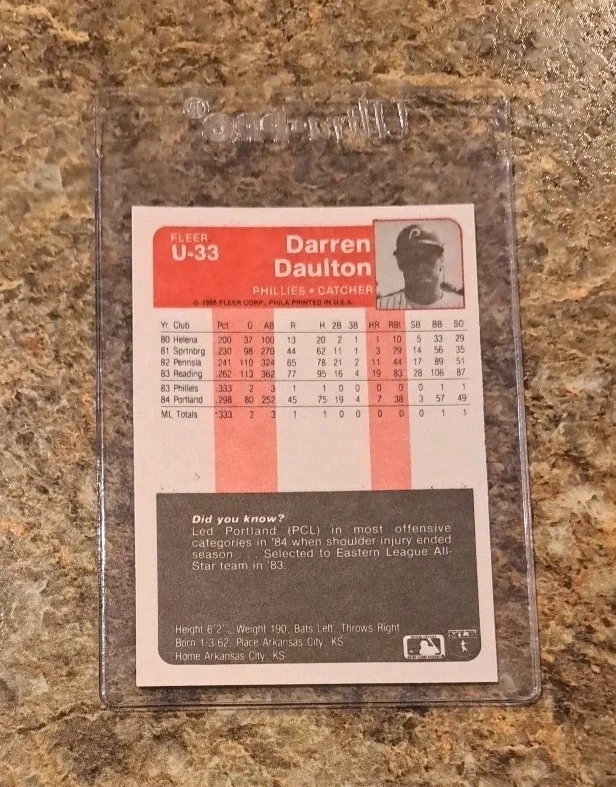 Ultra•PRO®
FLEER
U-33
Darren
Daulton
PHILLIES • CATCHER
© 1985 FLEER CORP., PHILA PRINTED IN U.S.A.
Yr. Club Pct. G AB R H 2B 3B HR RBI SB BB SO
80 Helena .200 37 100 13 20 2 1 1 10 5 33 29
81 Sprtnbrg .230 98 270 44 62 11 1 3 29 14 56 35
82 Pennsla .241 110 324 65 78 21 2 11 44 17 89 51
83 Reading .262 113 362 77 95 16 4 19 83 28 106 87
83 Phillies .333 2 3 1 1 0 0 0 0 0 1 1
84 Portland .298 80 252 45 75 19 4 7 38 3 57 49
ML Totals .333 2 3 1 1 0 0 0 0 0 1 1
Did you know?
Led Portland (PCL) in most offensive
categories in '84 when shoulder injury ended
season . . . Selected to Eastern League All-
Star team in '83.
Height 6'2", Weight 190, Bats Left, Throws Right
Born 1-3-62, Place Arkansas City, KS
Home Arkansas City, KS